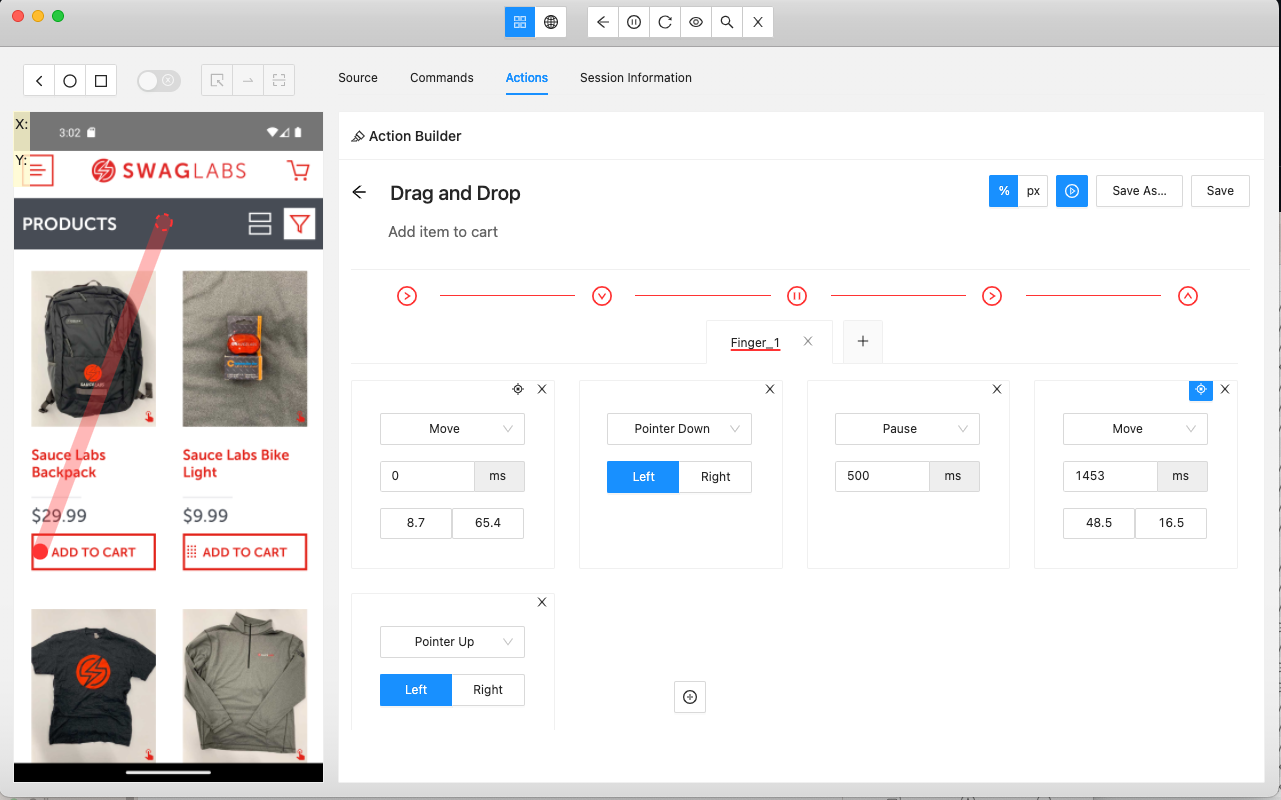 Source
Commands
Actions
Session Information
X:
3:02
Y:
SWAGLABS
PRODUCTS
Sauce Labs
Backpack
$29.99
ADD TO CART
Sauce Labs Bike
Light
$9.99
ADD TO CART
Action Builder
Drag and Drop
%
px
Save As...
Save
Add item to cart
Finger_1
Move
0
ms
8.7
65.4
Pointer Down
Left
Right
Pause
500
ms
Move
1453
ms
48.5
16.5
Pointer Up
Left
Right